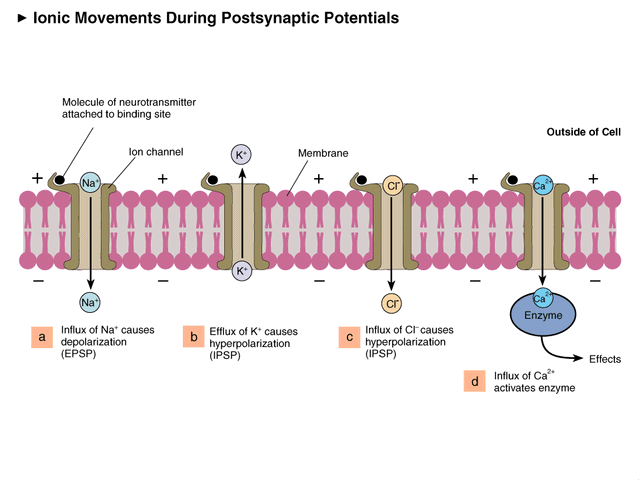 ► Ionic Movements During Postsynaptic Potentials
Molecule of neurotransmitter
attached to binding site
Outside of Cell
Ion channel
Membrane
K⁺
+ + + + +
Na⁺
Cl⁻
Ca²⁺
K⁺
− − − − −
Na⁺
Cl⁻
Ca²⁺
Enzyme
a
Influx of Na⁺ causes
depolarization
(EPSP)
b
Efflux of K⁺ causes
hyperpolarization
(IPSP)
c
Influx of Cl⁻ causes
hyperpolarization
(IPSP)
Effects
d
Influx of Ca²⁺
activates enzyme